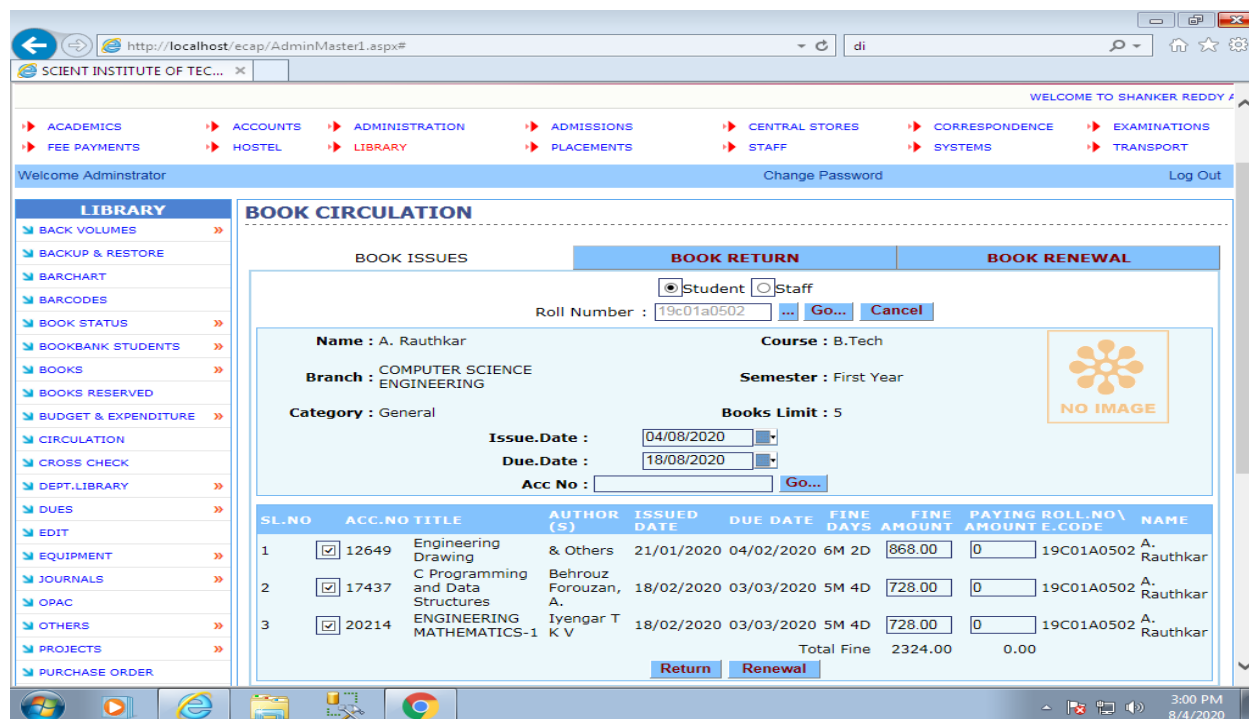 http://localhost/ecap/AdminMaster1.aspx#
di
SCIENT INSTITUTE OF TEC...
WELCOME TO SHANKER REDDY
ACADEMICS ACCOUNTS ADMINISTRATION ADMISSIONS CENTRAL STORES CORRESPONDENCE EXAMINATIONS
FEE PAYMENTS HOSTEL LIBRARY PLACEMENTS STAFF SYSTEMS TRANSPORT
Welcome Adminstrator Change Password Log Out
LIBRARY
BACK VOLUMES »
BACKUP & RESTORE
BARCHART
BARCODES
BOOK STATUS »
BOOKBANK STUDENTS »
BOOKS »
BOOKS RESERVED
BUDGET & EXPENDITURE »
CIRCULATION
CROSS CHECK
DEPT.LIBRARY »
DUES »
EDIT
EQUIPMENT »
JOURNALS »
OPAC
OTHERS »
PROJECTS »
PURCHASE ORDER
BOOK CIRCULATION
BOOK ISSUES BOOK RETURN BOOK RENEWAL
Student Staff
Roll Number : 19c01a0502 ... Go... Cancel
Name : A. Rauthkar Course : B.Tech
Branch : COMPUTER SCIENCE
ENGINEERING
Semester : First Year
Category : General Books Limit : 5
NO IMAGE
Issue.Date : 04/08/2020
Due.Date : 18/08/2020
Acc No : Go...
SL.NO ACC.NO TITLE AUTHOR (S) ISSUED DATE DUE DATE FINE DAYS FINE AMOUNT PAYING AMOUNT ROLL.NO\ E.CODE NAME
1 12649 Engineering Drawing & Others 21/01/2020 04/02/2020 6M 2D 868.00 0 19C01A0502 A. Rauthkar
2 17437 C Programming and Data Structures Behrouz Forouzan, A. 18/02/2020 03/03/2020 5M 4D 728.00 0 19C01A0502 A. Rauthkar
3 20214 ENGINEERING MATHEMATICS-1 Iyengar T K V 18/02/2020 03/03/2020 5M 4D 728.00 0 19C01A0502 A. Rauthkar
Total Fine 2324.00 0.00
Return Renewal
3:00 PM
8/4/2020